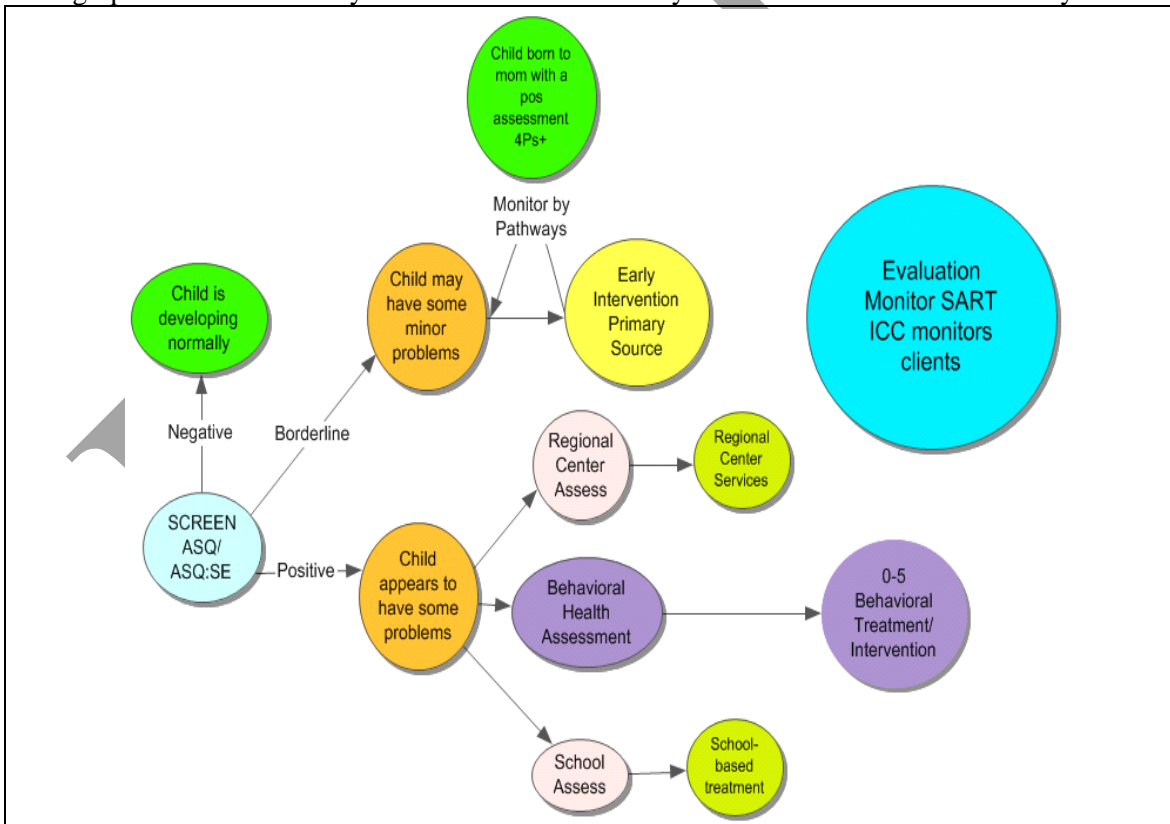 Child born to
mom with a
pos
assessment
4Ps+
Monitor by
Pathways
Child is
developing
normally
Child may
have some
minor
problems
Early
Intervention
Primary
Source
Evaluation
Monitor SART
ICC monitors
clients
Negative
Borderline
Regional
Center
Assess
Regional
Center
Services
SCREEN
ASQ/
ASQ:SE
Positive
Child
appears to
have some
problems
Behavioral
Health
Assessment
0-5
Behavioral
Treatment/
Intervention
School
Assess
School-
based
treatment